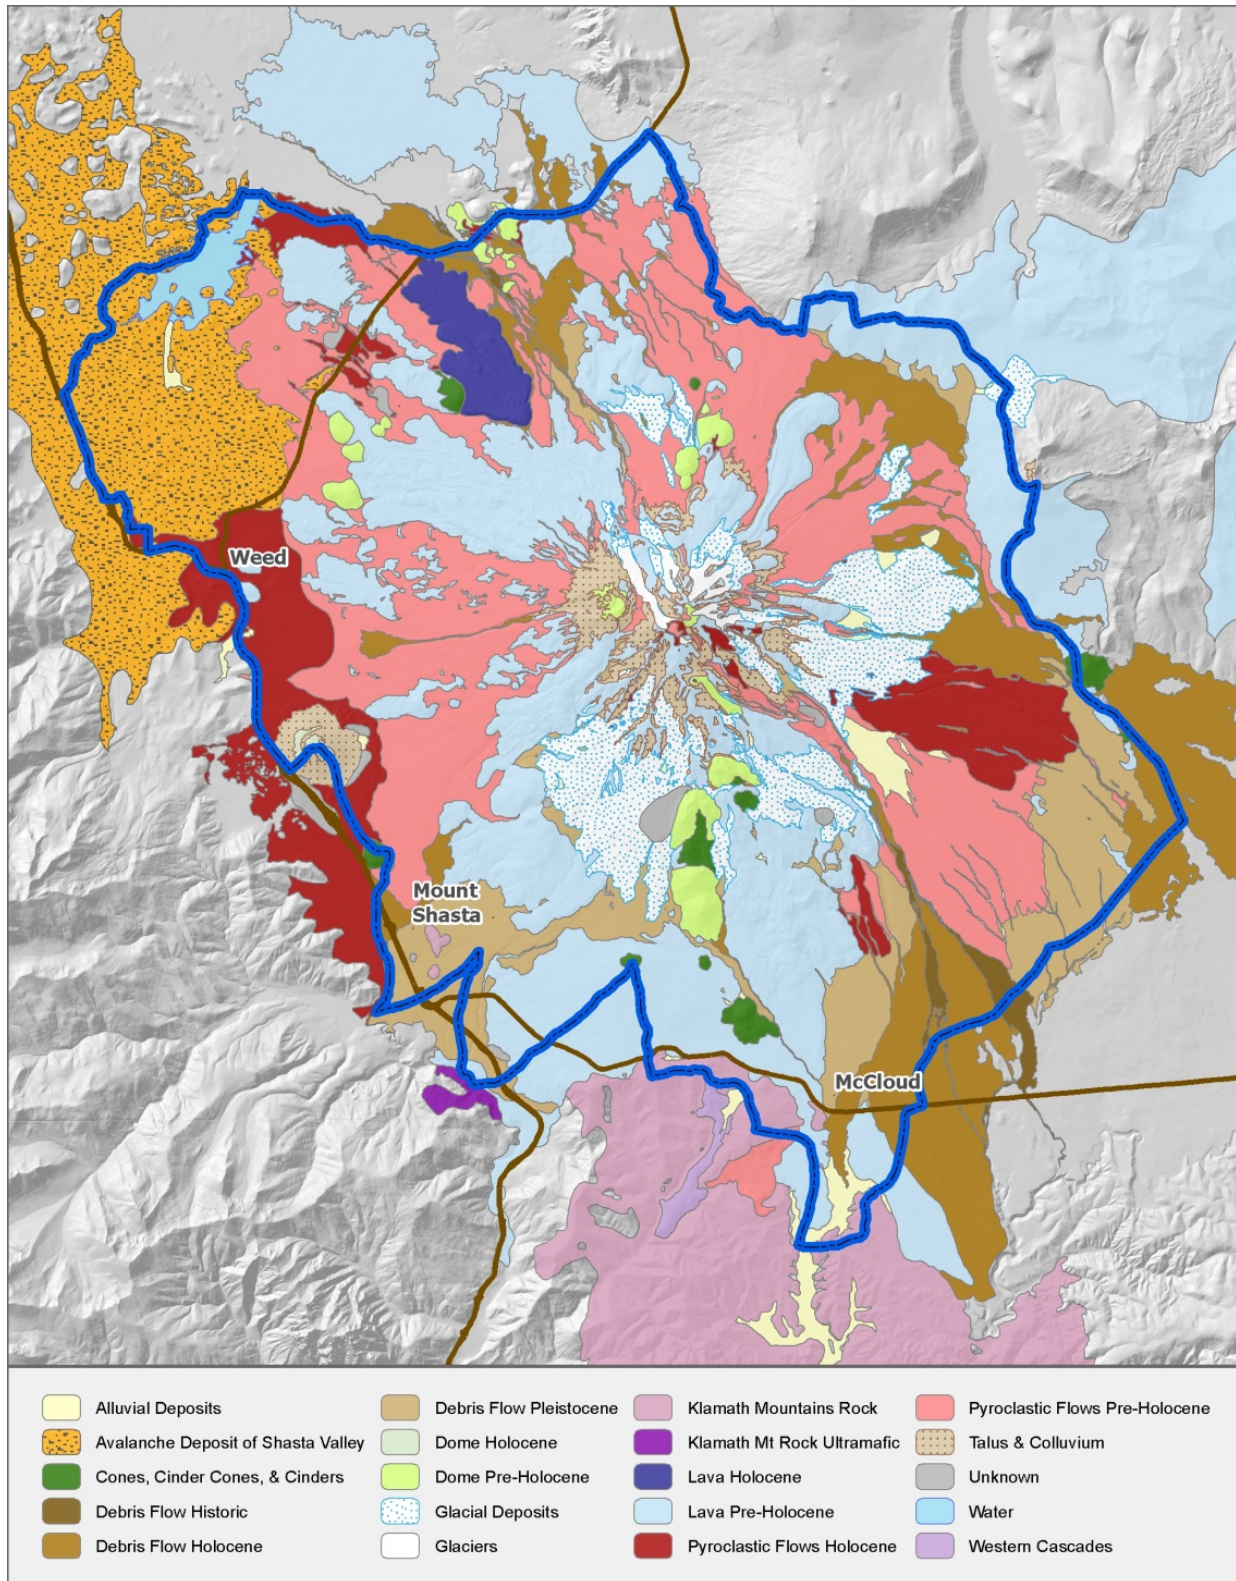 Weed
Mount
Shasta
McCloud
Alluvial Deposits
Avalanche Deposit of Shasta Valley
Cones, Cinder Cones, & Cinders
Debris Flow Historic
Debris Flow Holocene
Debris Flow Pleistocene
Dome Holocene
Dome Pre-Holocene
Glacial Deposits
Glaciers
Klamath Mountains Rock
Klamath Mt Rock Ultramafic
Lava Holocene
Lava Pre-Holocene
Pyroclastic Flows Holocene
Pyroclastic Flows Pre-Holocene
Talus & Colluvium
Unknown
Water
Western Cascades